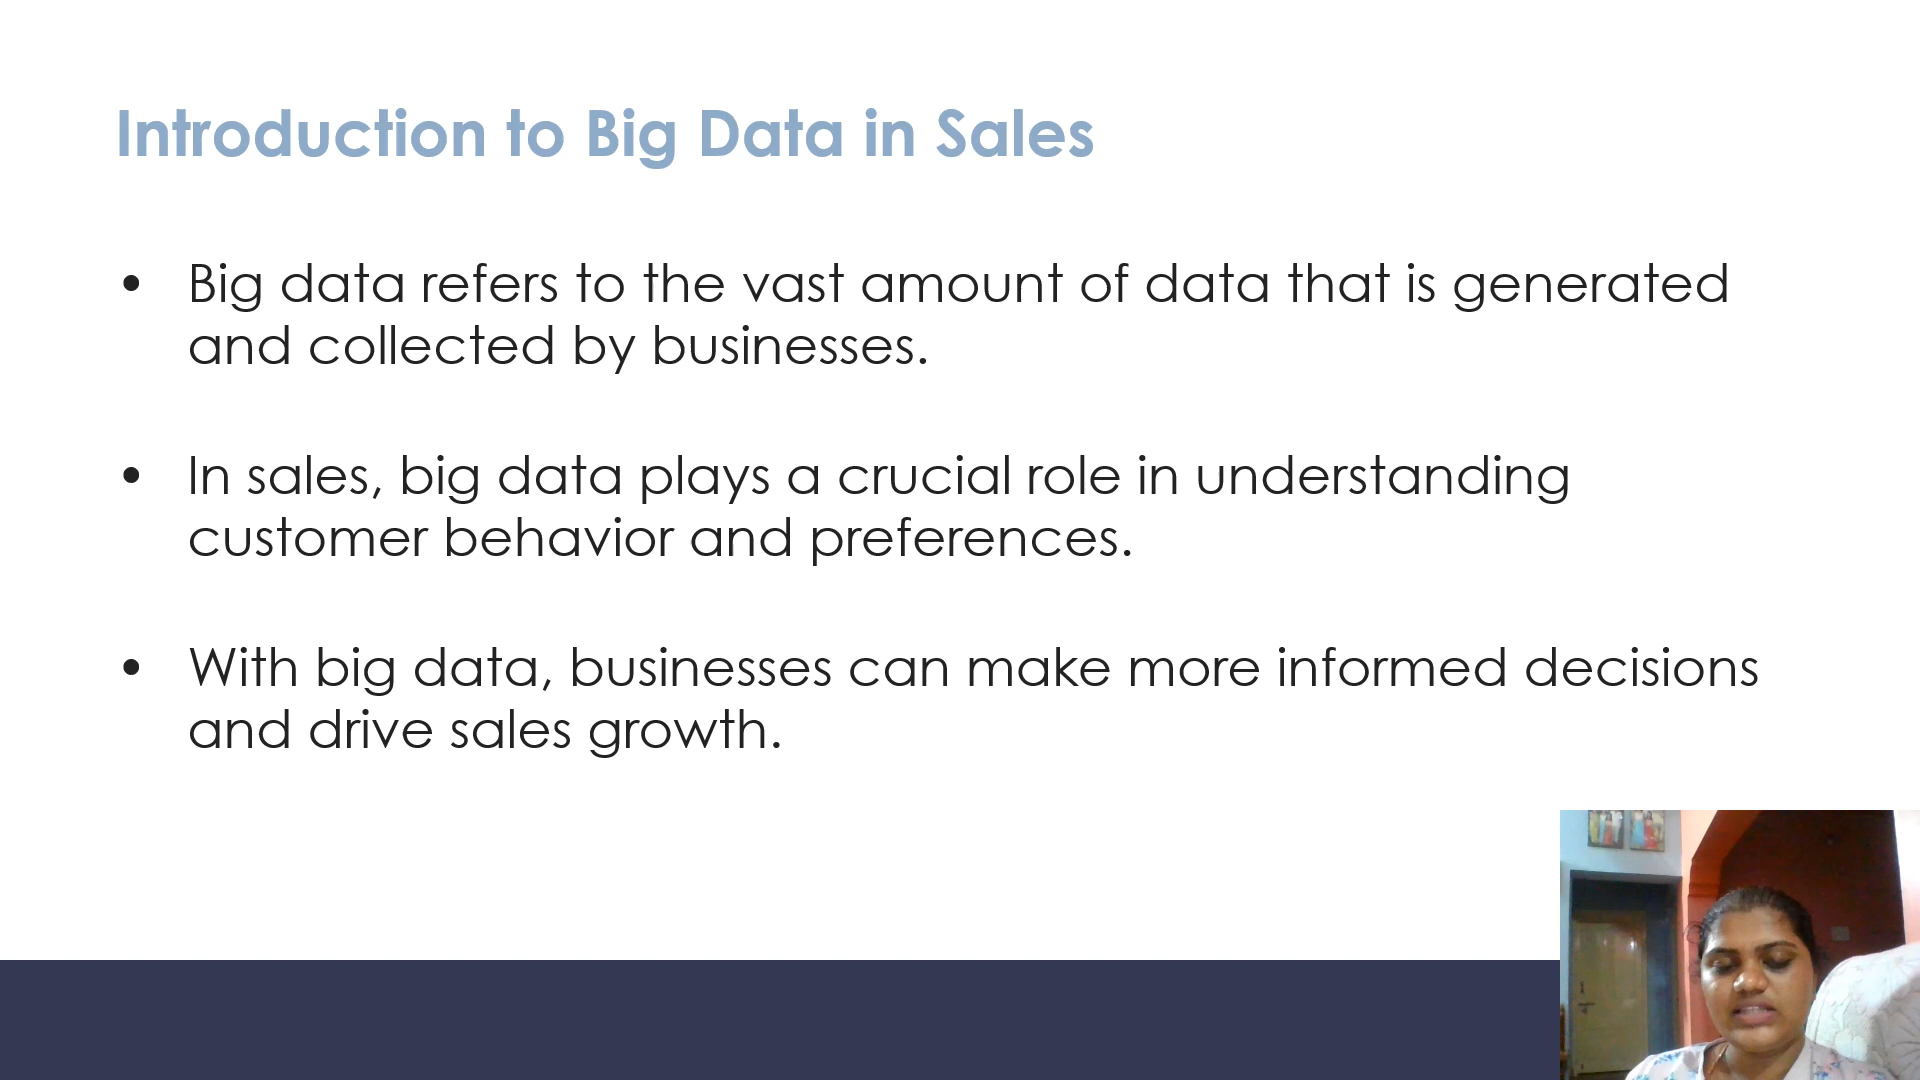 Introduction to Big Data in Sales
• Big data refers to the vast amount of data that is generated
and collected by businesses.
• In sales, big data plays a crucial role in understanding
customer behavior and preferences.
• With big data, businesses can make more informed decisions
and drive sales growth.